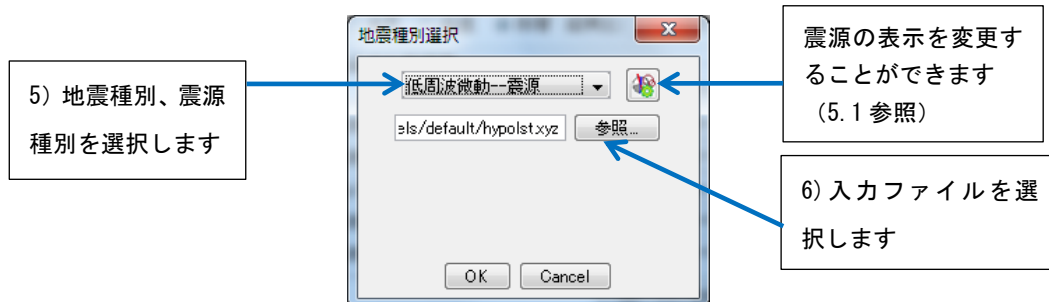 地震種別選択
5) 地震種別、震源
種別を選択します
低周波微動--震源
els/default/hypolst.xyz
参照...
OK
Cancel
震源の表示を変更す
ることができます
(5.1 参照)
6)入力ファイルを選
択します